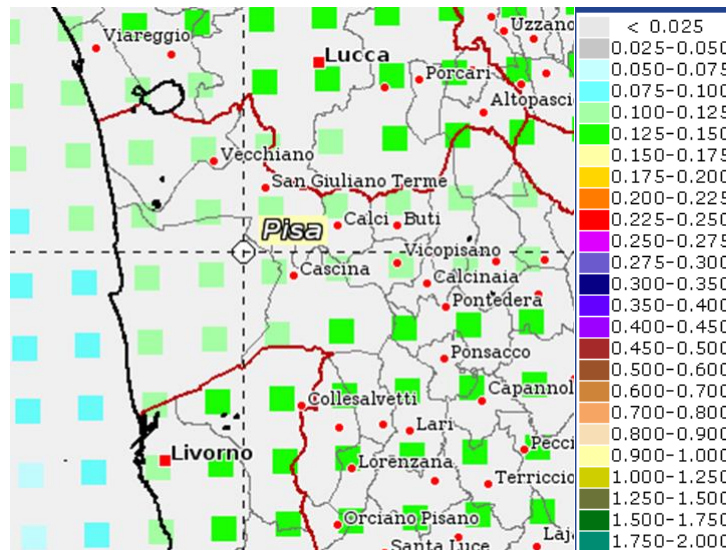 Uzzano
Viareggio
Lucca
Porcari
Altopasci
Vecchiano
San Giuliano Terme
Pisa
Calci
Buti
Vicopisano
Cascina
Calcinaia
Pontedera
Ponsacco
Capannol
Collesalvetti
Lari
Livorno
Lorenzana
Pecci
Terriccio
Orciano Pisano
Santa Luce
Laj
< 0.025
0.025-0.050
0.050-0.075
0.075-0.100
0.100-0.125
0.125-0.150
0.150-0.175
0.175-0.200
0.200-0.225
0.225-0.250
0.250-0.275
0.275-0.300
0.300-0.350
0.350-0.400
0.400-0.450
0.450-0.500
0.500-0.600
0.600-0.700
0.700-0.800
0.800-0.900
0.900-1.000
1.000-1.250
1.250-1.500
1.500-1.750
1.750-2.000